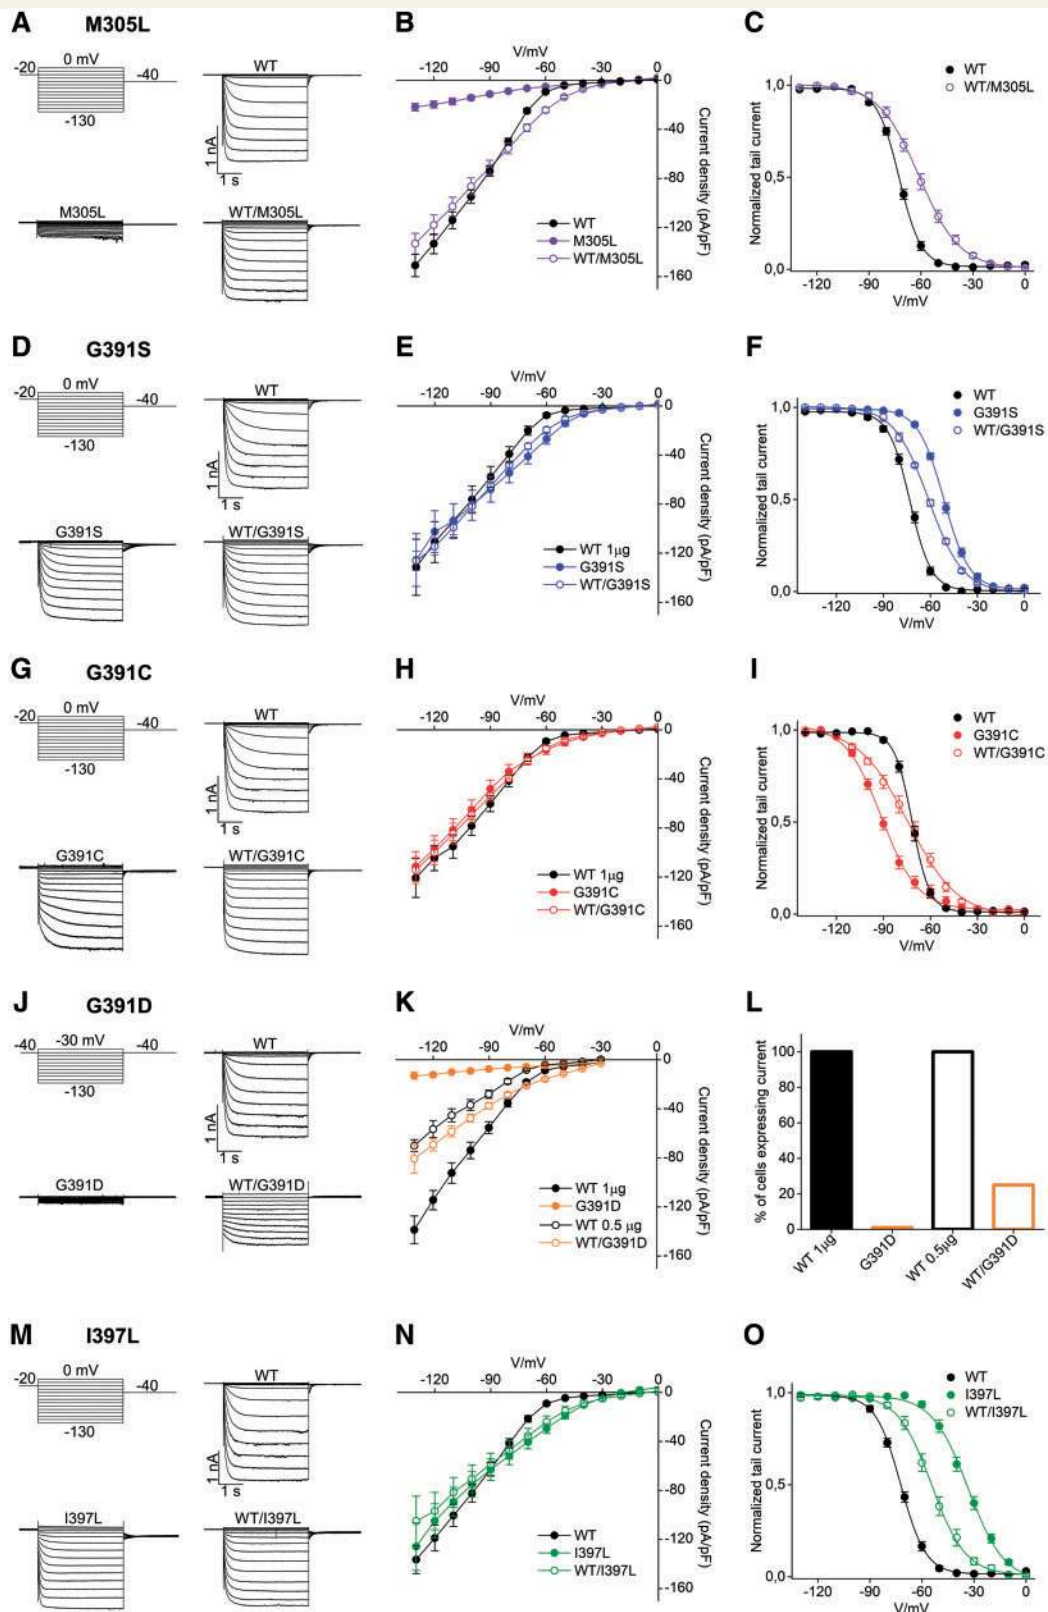 A M305L
0 mV
-20
-40
-130
WT
1 nA
1 s
M305L
WT/M305L
B
V/mV
-120 -90 -60 -30 0
0
-40
-80
-120
-160
Current density (pA/pF)
WT
M305L
WT/M305L
C
WT
WT/M305L
1,0
0,5
0,0
Normalized tail current
-120 -90 -60 -30 0
V/mV
D G391S
0 mV
-20
-40
-130
WT
1 nA
1 s
G391S
WT/G391S
E
V/mV
-120 -90 -60 -30 0
0
-40
-80
-120
-160
Current density (pA/pF)
WT 1µg
G391S
WT/G391S
F
WT
G391S
WT/G391S
1,0
0,5
0,0
Normalized tail current
-120 -90 -60 -30 0
V/mV
G G391C
0 mV
-20
-40
-130
WT
1 nA
1 s
G391C
WT/G391C
H
V/mV
-120 -90 -60 -30 0
0
-40
-80
-120
-160
Current density (pA/pF)
WT 1µg
G391C
WT/G391C
I
WT
G391C
WT/G391C
1,0
0,5
0,0
Normalized tail current
-120 -90 -60 -30 0
V/mV
J G391D
-30 mV
-40
-40
-130
WT
1 nA
1 s
G391D
WT/G391D
K
V/mV
-120 -90 -60 -30 0
0
-40
-80
-120
-160
Current density (pA/pF)
WT 1µg
G391D
WT 0.5 µg
WT/G391D
L
100
80
60
40
20
0
% of cells expressing current
WT 1µg
G391D
WT 0.5µg
WT/G391D
M I397L
0 mV
-20
-40
-130
WT
1 nA
1 s
I397L
WT/I397L
N
V/mV
-120 -90 -60 -30 0
0
-40
-80
-120
-160
Current density (pA/pF)
WT
I397L
WT/I397L
O
WT
I397L
WT/I397L
1,0
0,5
0,0
Normalized tail current
-120 -90 -60 -30 0
V/mV